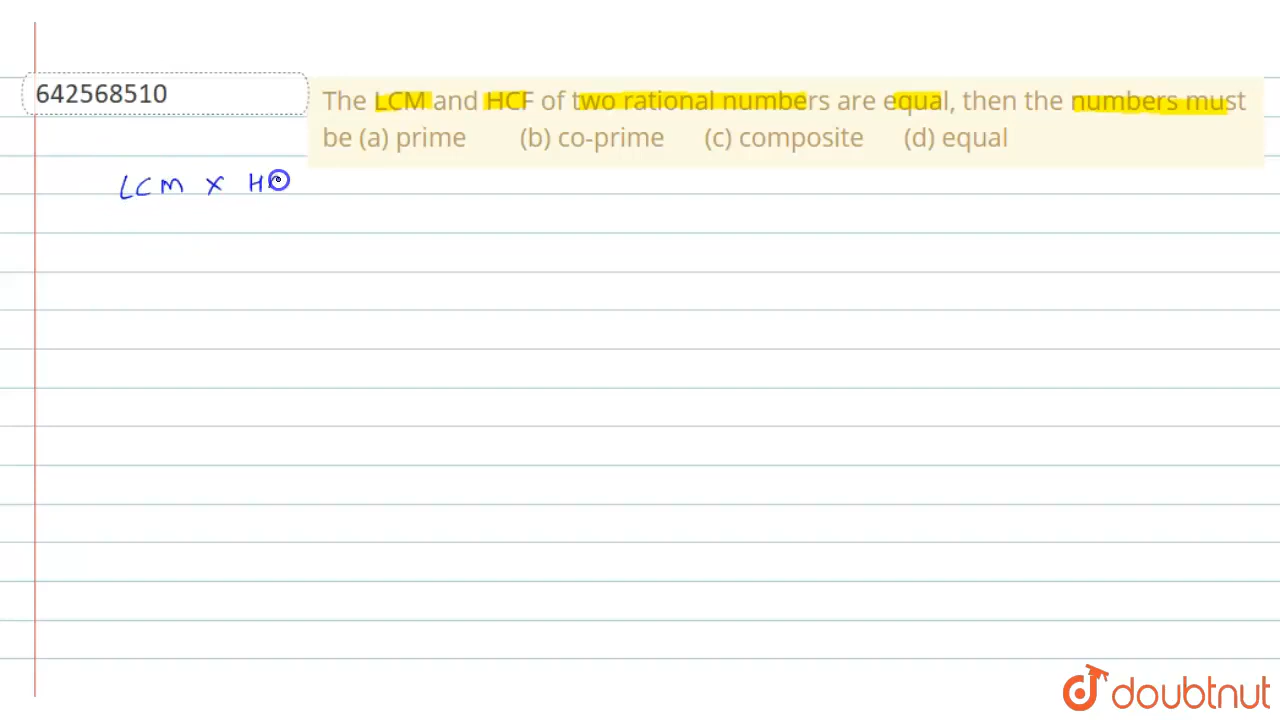 642568510
The LCM and HCF of two rational numbers are equal, then the numbers must
be (a) prime (b) co-prime (c) composite (d) equal
LCM X H
doubtnut